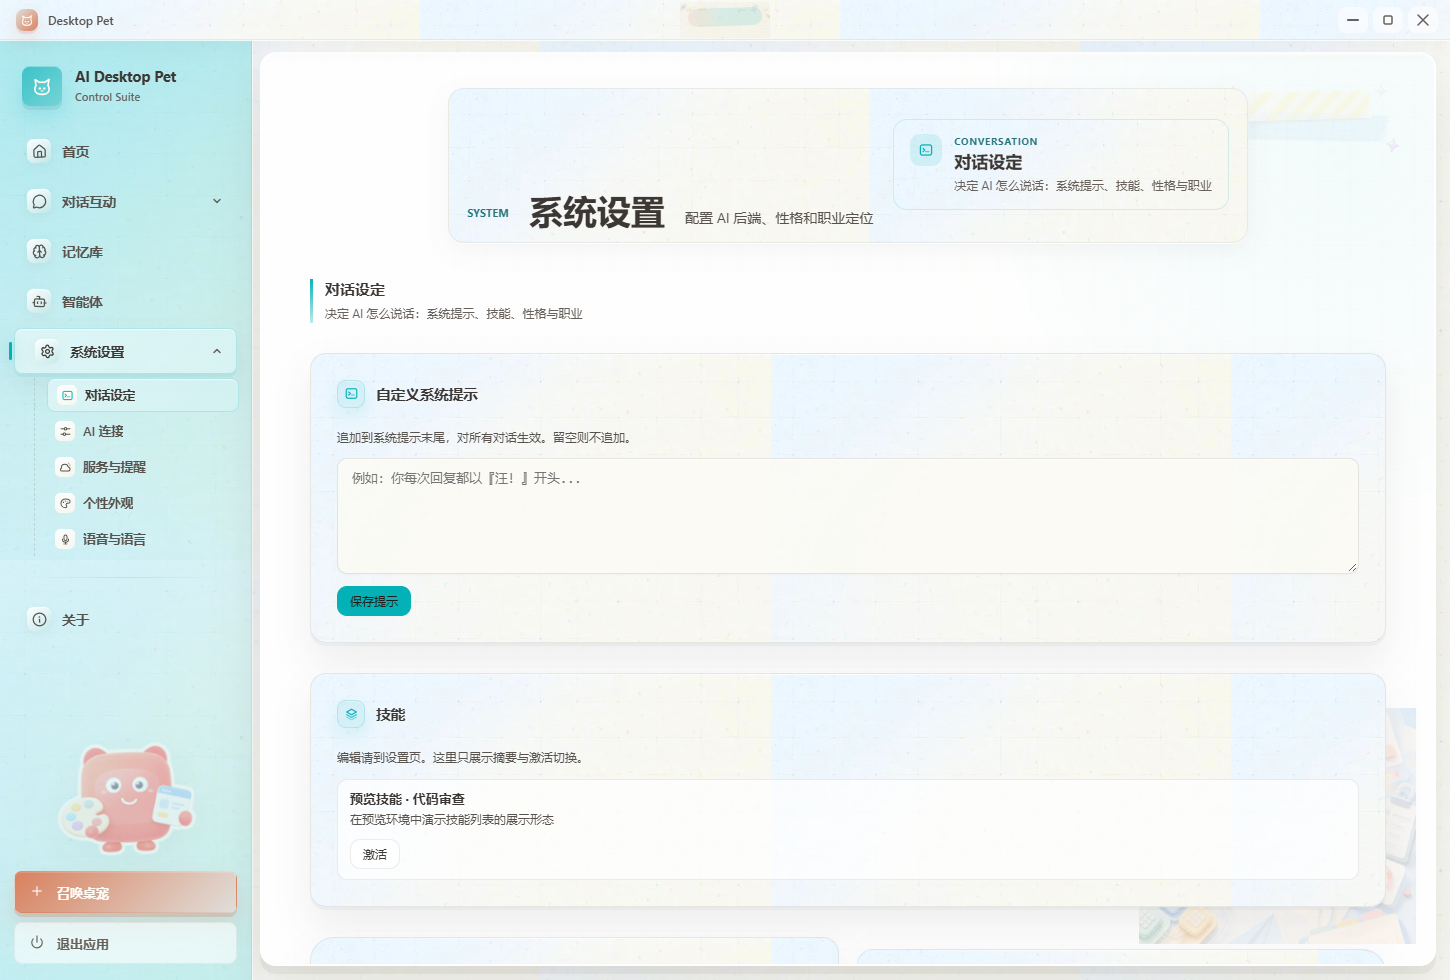 Desktop Pet
AI Desktop Pet
Control Suite
首页
对话互动
记忆库
智能体
系统设置
对话设定
AI 连接
服务与提醒
个性外观
语音与语言
关于
召唤桌宠
退出应用
SYSTEM
系统设置
配置 AI 后端、性格和职业定位
CONVERSATION
对话设定
决定 AI 怎么说话：系统提示、技能、性格与职业
对话设定
决定 AI 怎么说话：系统提示、技能、性格与职业
自定义系统提示
追加到系统提示末尾，对所有对话生效。留空则不追加。
例如：你每次回复都以『汪！』开头...
保存提示
技能
编辑请到设置页。这里只展示摘要与激活切换。
预览技能 · 代码审查
在预览环境中演示技能列表的展示形态
激活